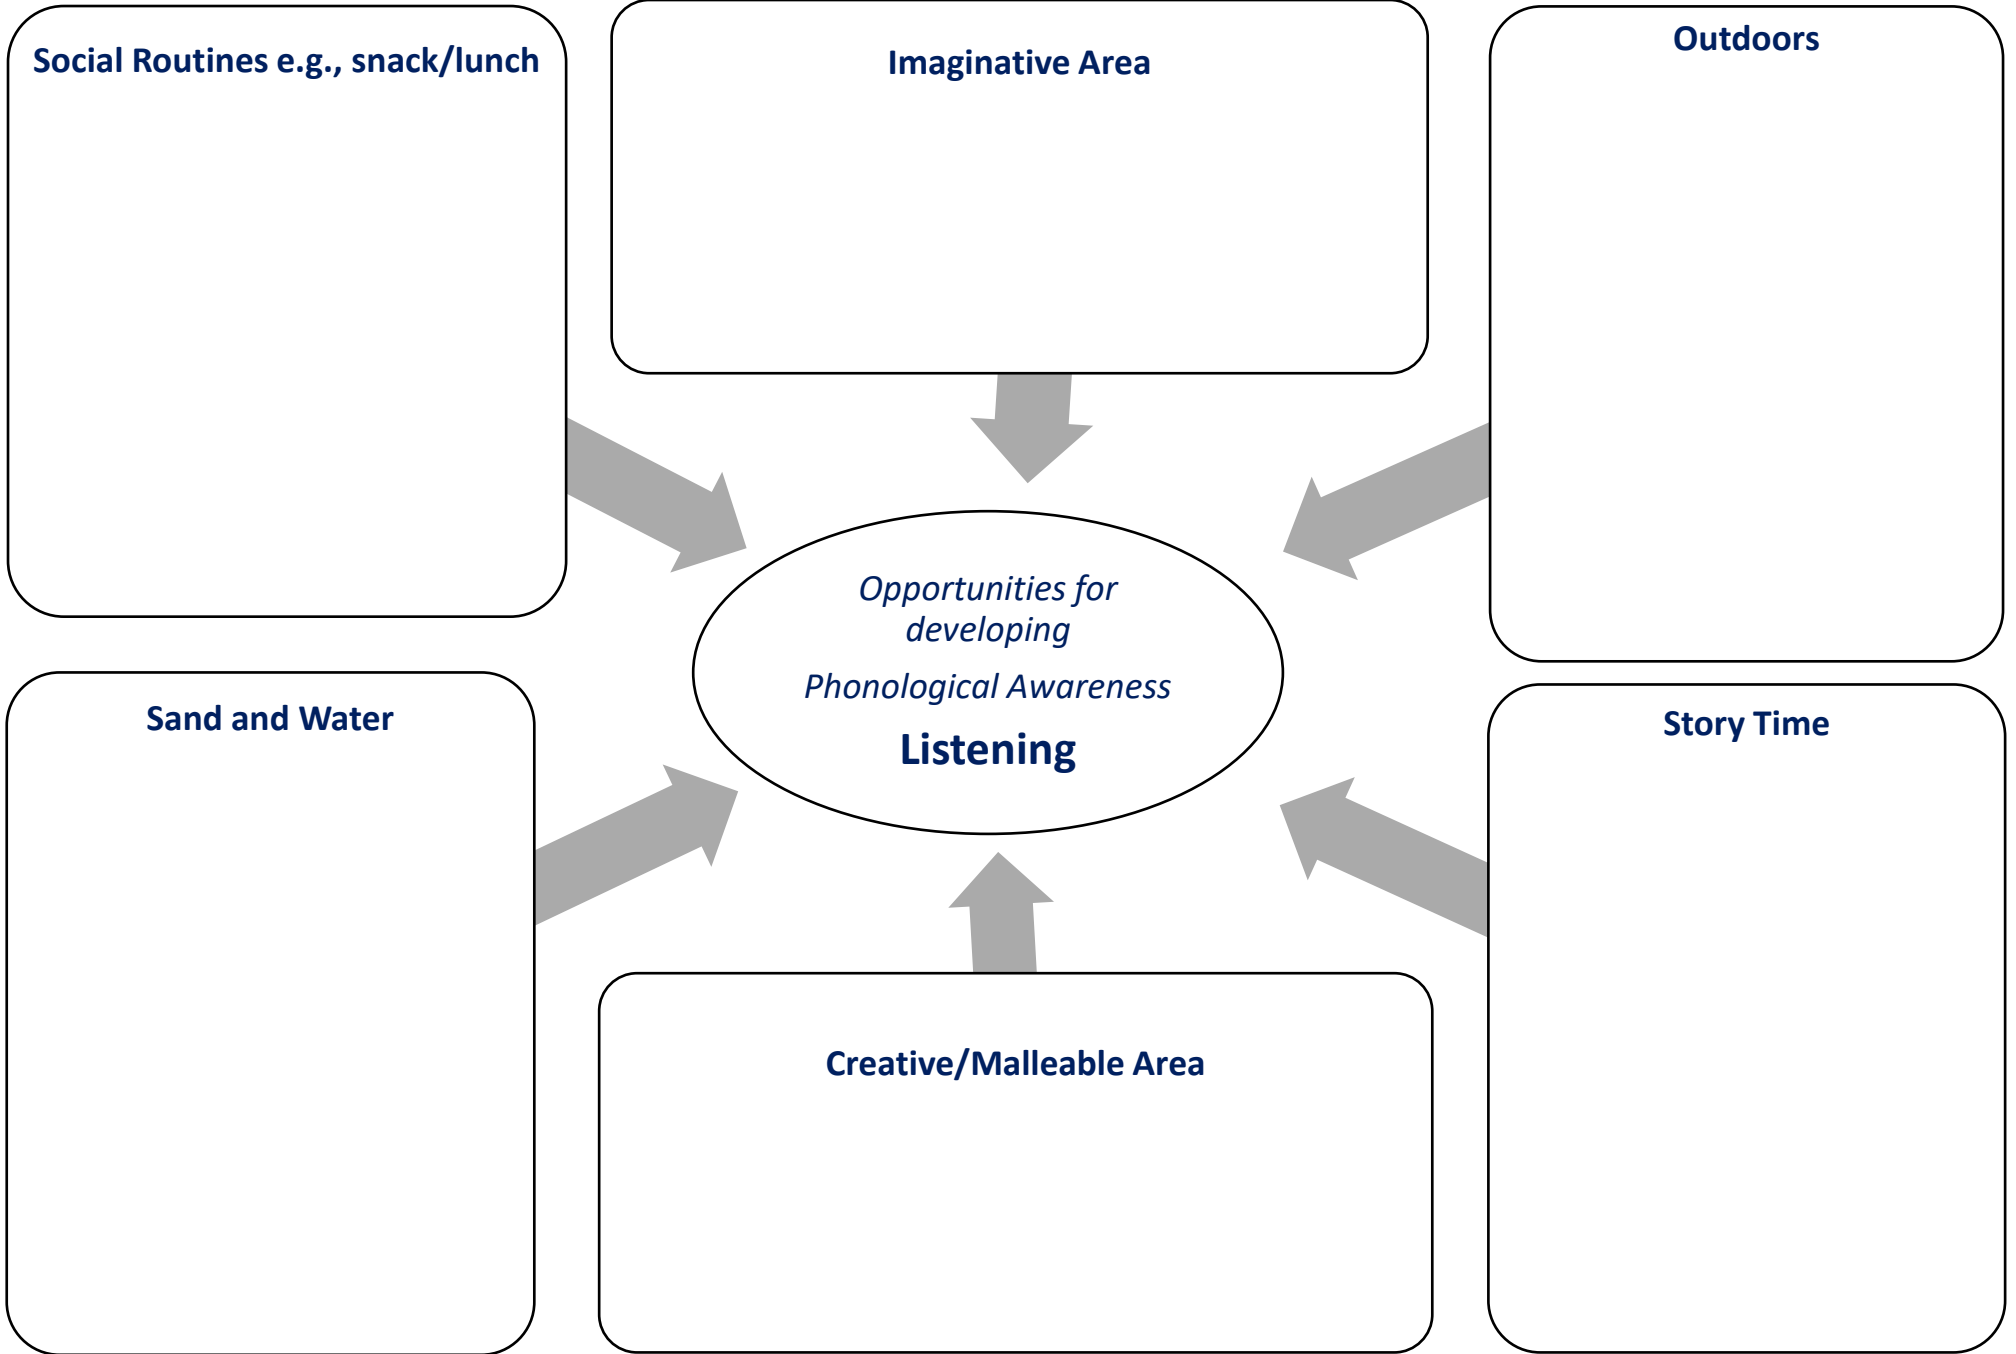 Social Routines e.g., snack/lunch
Imaginative Area
Outdoors
Opportunities for
developing
Phonological Awareness
Listening
Sand and Water
Story Time
Creative/Malleable Area